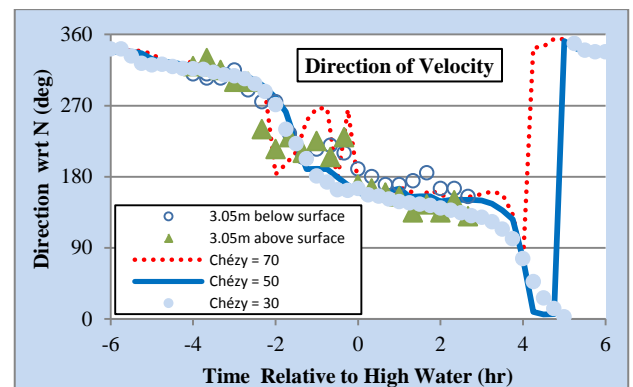 Direction of Velocity
Direction wrt N (deg)
360
270
180
90
0
3.05m below surface
3.05m above surface
Chézy = 70
Chézy = 50
Chézy = 30
-6 -4 -2 0 2 4 6
Time Relative to High Water (hr)